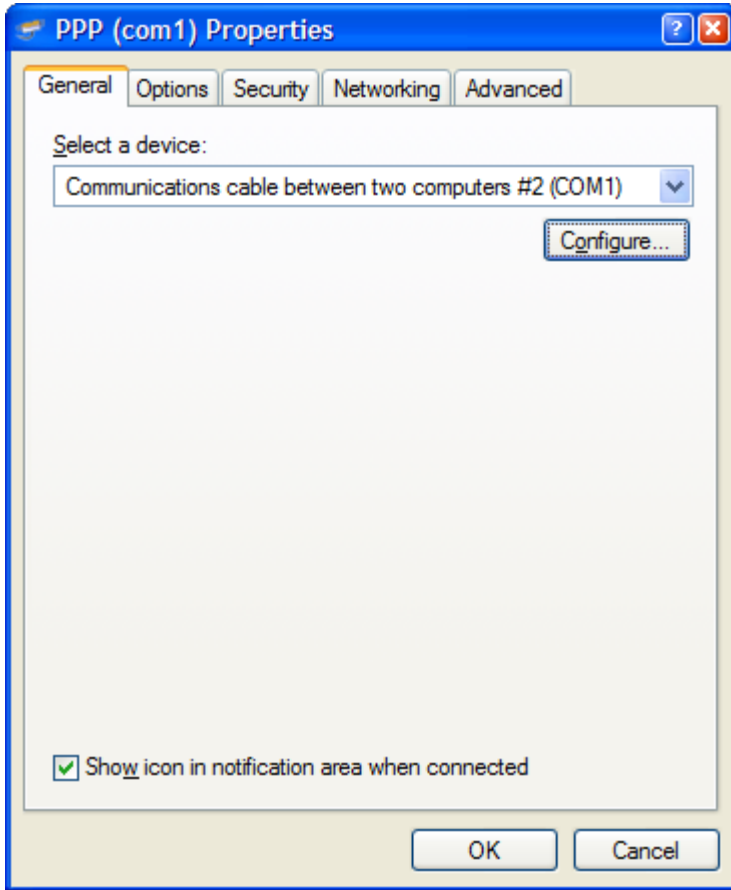 PPP (com1) Properties
General Options Security Networking Advanced
Select a device:
Communications cable between two computers #2 (COM1)
Configure...
Show icon in notification area when connected
OK Cancel